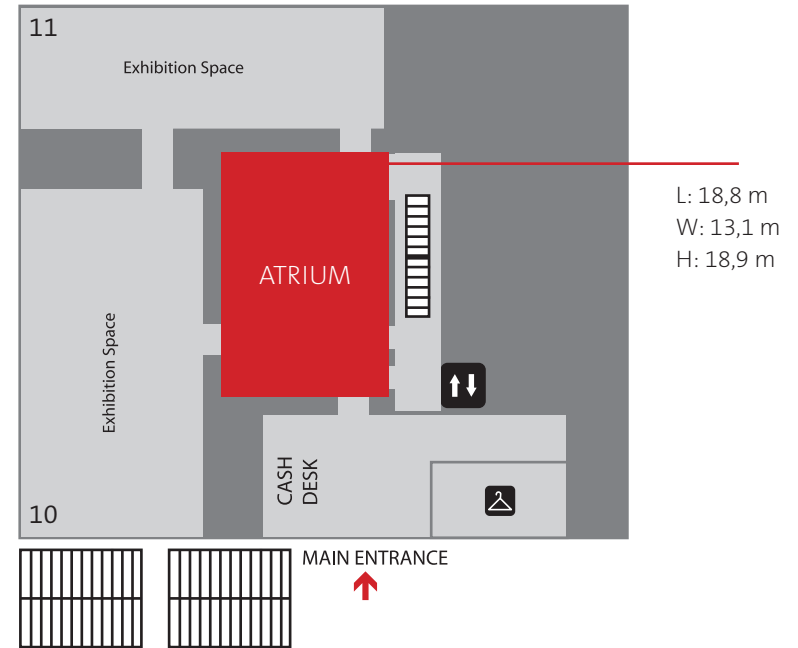 11
Exhibition Space
L: 18,8 m
W: 13,1 m
H: 18,9 m
ATRIUM
Exhibition Space
CASH
DESK
10
MAIN ENTRANCE